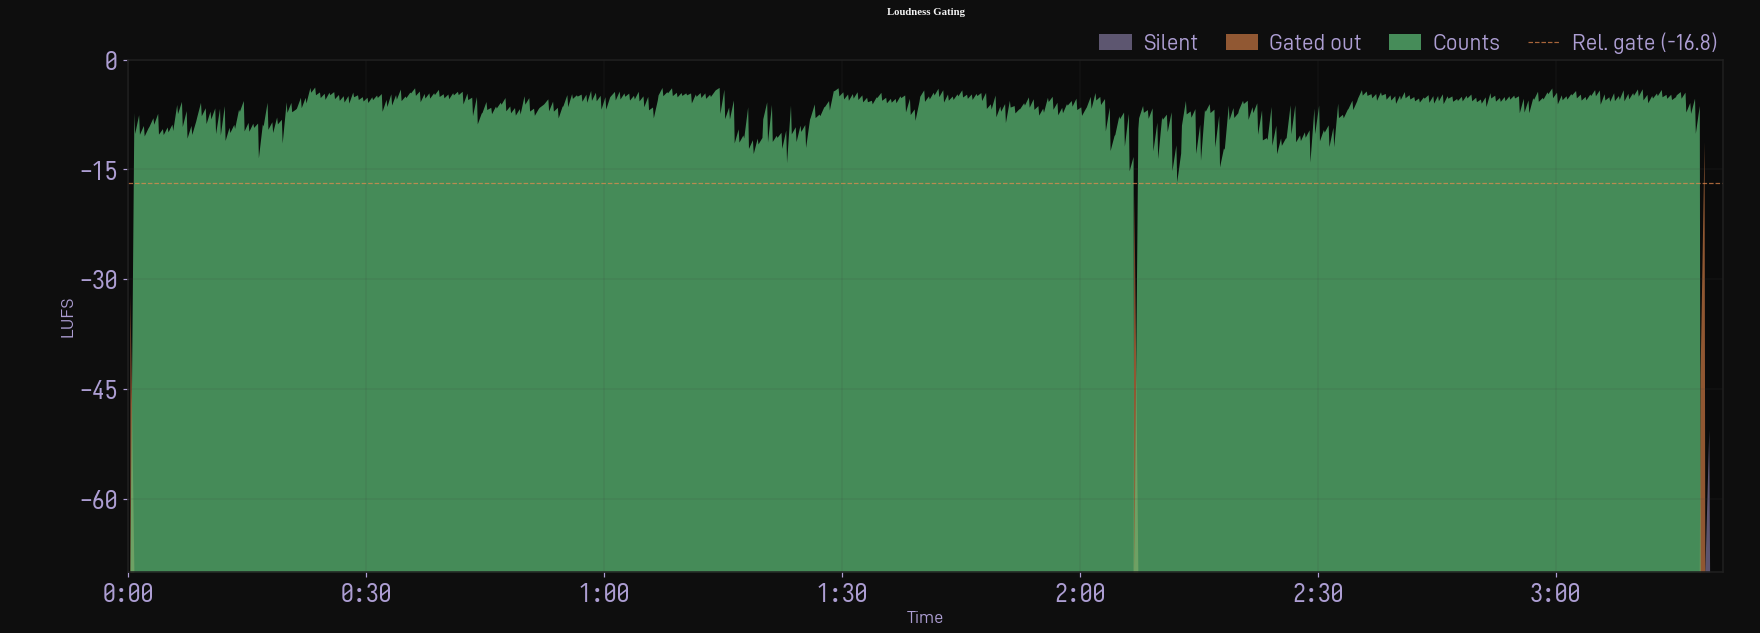 Loudness Gating
Silent Gated out Counts Rel. gate (-16.8)
0
-15
-30
-45
-60
LUFS
0:00 0:30 1:00 1:30 2:00 2:30 3:00
Time